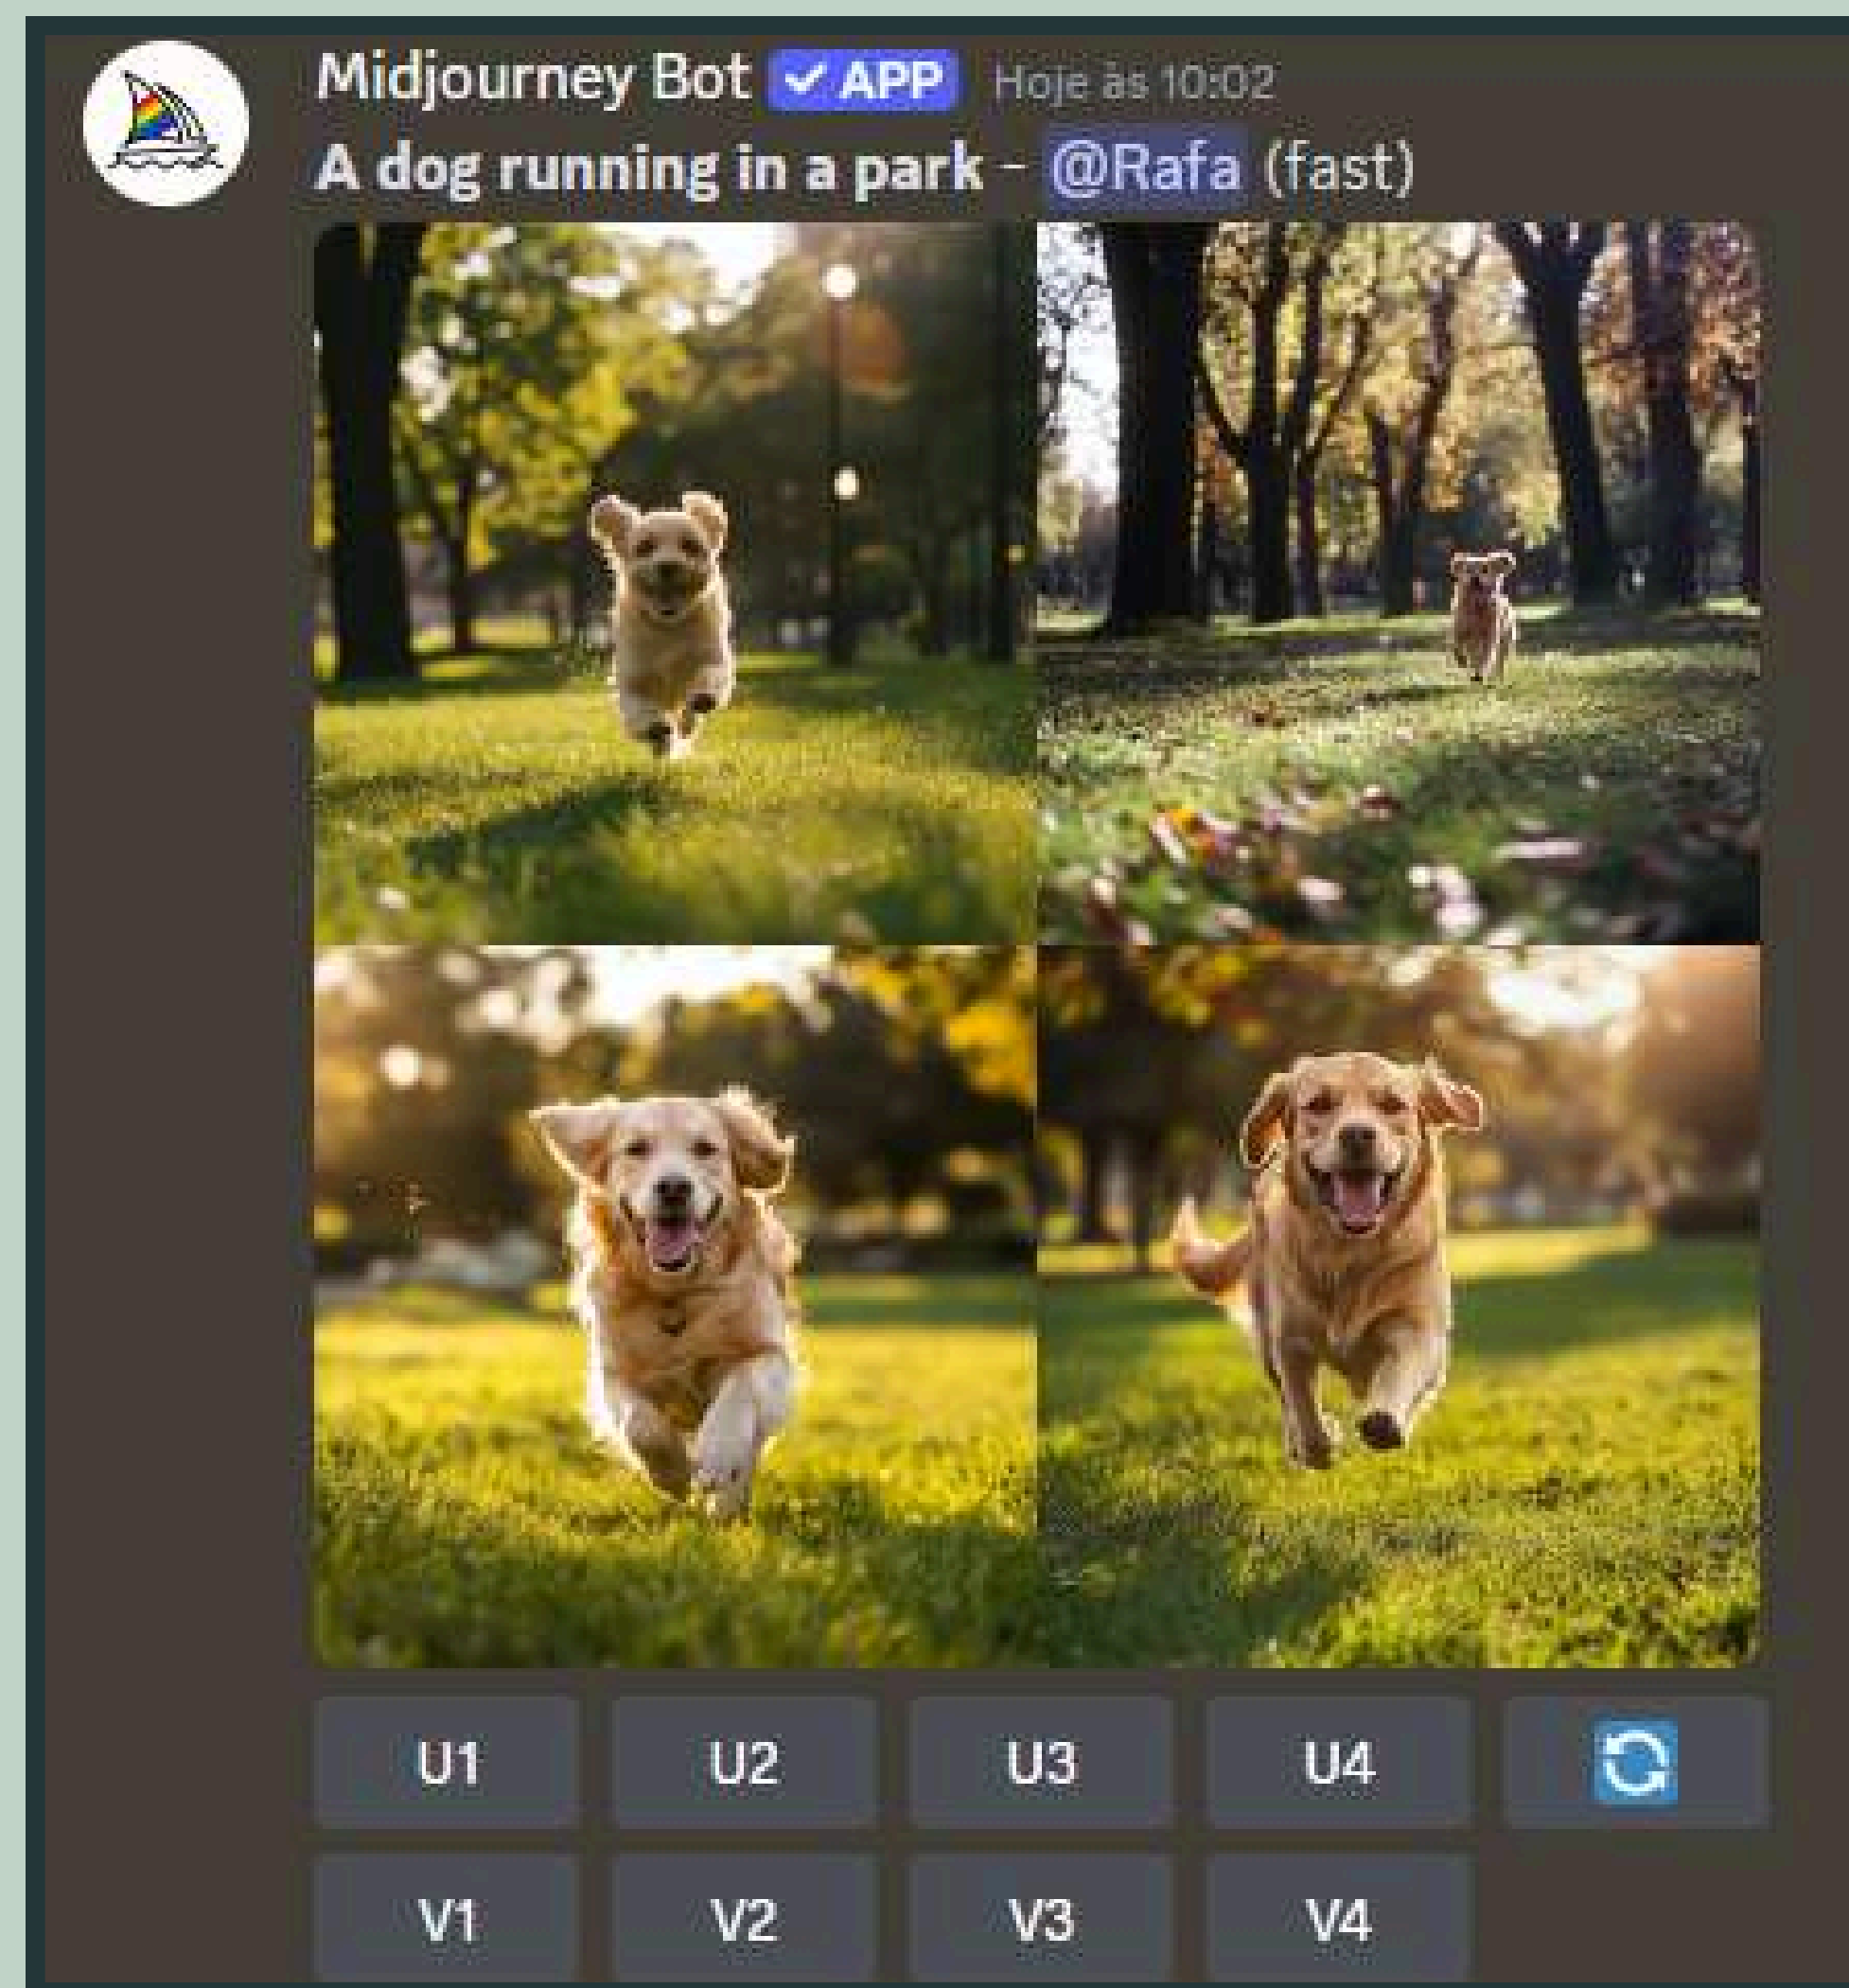 Midjourney Bot ✓ APP Hoje às 10:02
A dog running in a park - @Rafa (fast)
U1 U2 U3 U4
V1 V2 V3 V4